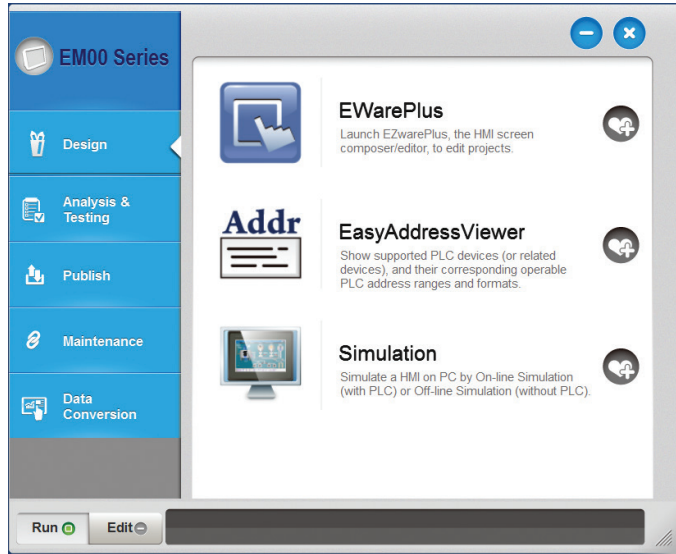 EM00 Series
Design
Analysis &
Testing
Publish
Maintenance
Data
Conversion
EWarePlus
Launch EZwarePlus, the HMI screen
composer/editor, to edit projects.
Addr
EasyAddressViewer
Show supported PLC devices (or related
devices), and their corresponding operable
PLC address ranges and formats.
Simulation
Simulate a HMI on PC by On-line Simulation
(with PLC) or Off-line Simulation (without PLC).
Run
Edit